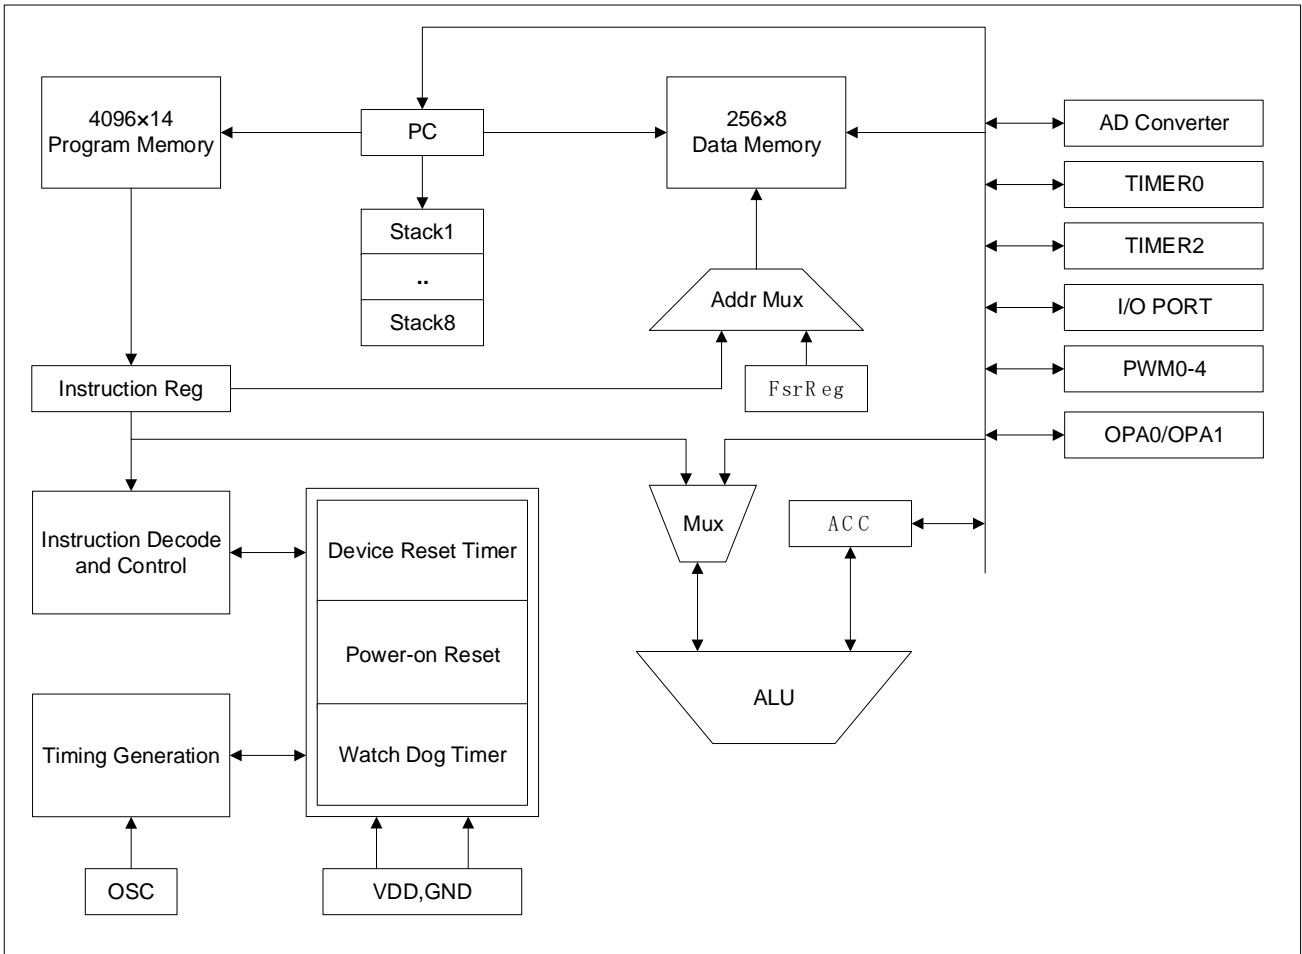 4096×14
Program Memory
PC
256×8
Data Memory
AD Converter
TIMER0
TIMER2
I/O PORT
PWM0-4
OPA0/OPA1
Stack1
..
Stack8
Addr Mux
Instruction Reg
FsrReg
Mux
ACC
Instruction Decode
and Control
Device Reset Timer
Power-on Reset
Watch Dog Timer
ALU
Timing Generation
OSC
VDD,GND